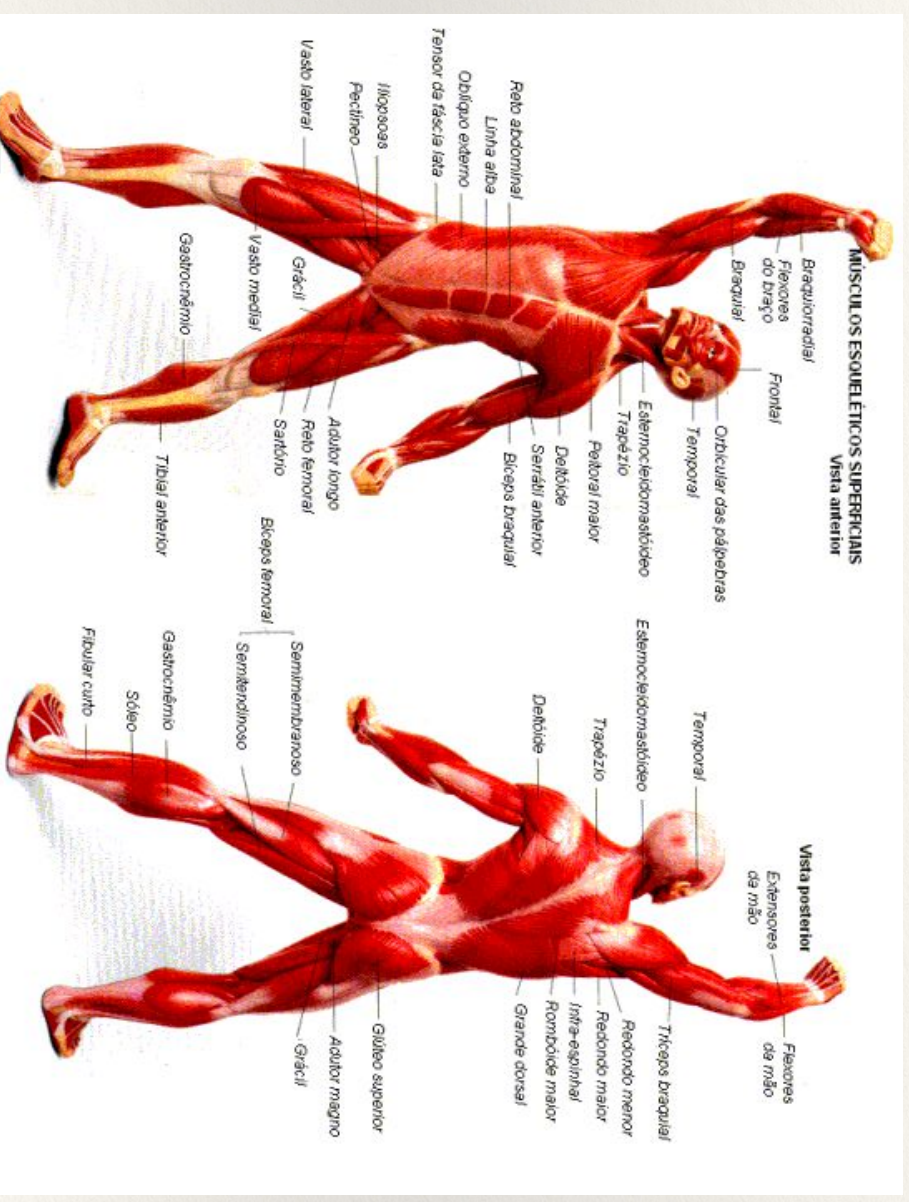 MÚSCULOS ESQUELÉTICOS SUPERFICIAIS
Vista anterior
Frontal
Orbicular das pálpebras
Temporal
Esternocleidomastóideo
Trapézio
Peitoral maior
Deltóide
Serrátil anterior
Bíceps braquial
Adutor longo
Reto femoral
Sartório
Tibial anterior
Braquiorradial
Flexores
do braço
Braquial
Reto abdominal
Linha alba
Oblíquo externo
Tensor da fáscia lata
Iliopsoas
Pectíneo
Vasto lateral
Grácil
Vasto medial
Gastrocnêmio
Vista posterior
Extensores
da mão
Flexores
da mão
Temporal
Esternocleidomastóideo
Trapézio
Deltóide
Bíceps femoral
Semimembranoso
Semitendinoso
Gastrocnêmio
Sóleo
Fibular curto
Tríceps braquial
Redondo menor
Redondo maior
Infra-espinhal
Rombóide maior
Grande dorsal
Glúteo superior
Adutor magno
Grácil